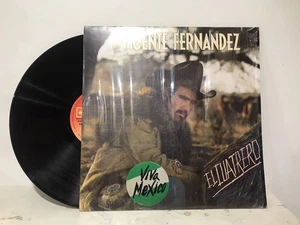 VICENTE FERNANDEZ
EL CUATRERO
VIVA
MEXICO